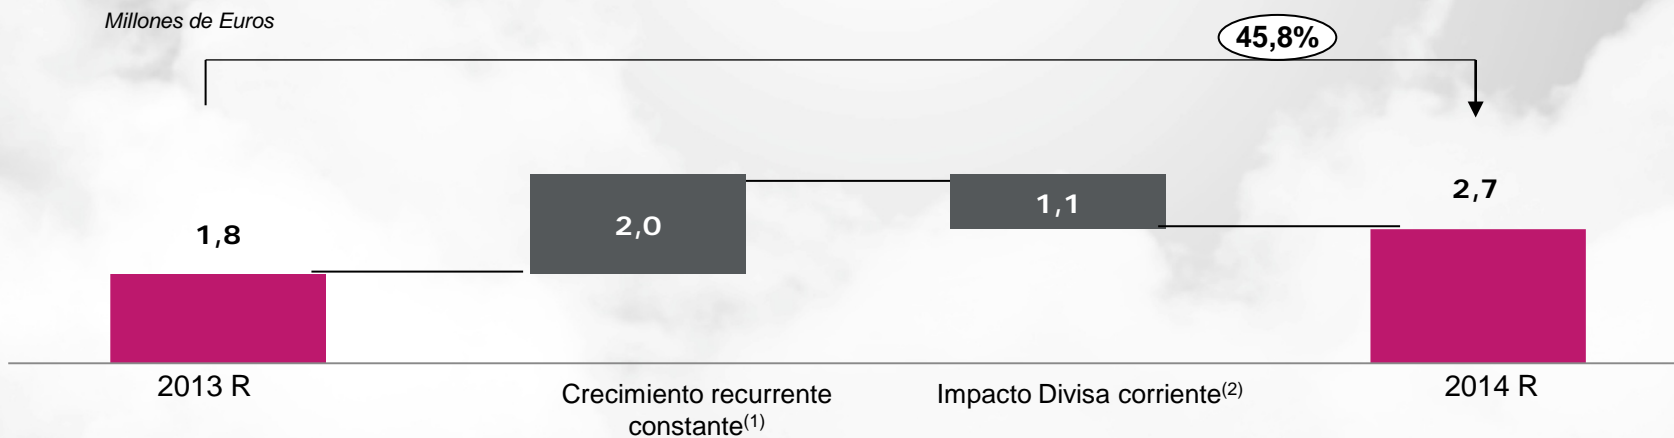 Millones de Euros
45,8%
1,8
2,0
1,1
2,7
2013 R
Crecimiento recurrente
constante(1)
Impacto Divisa corriente(2)
2014 R